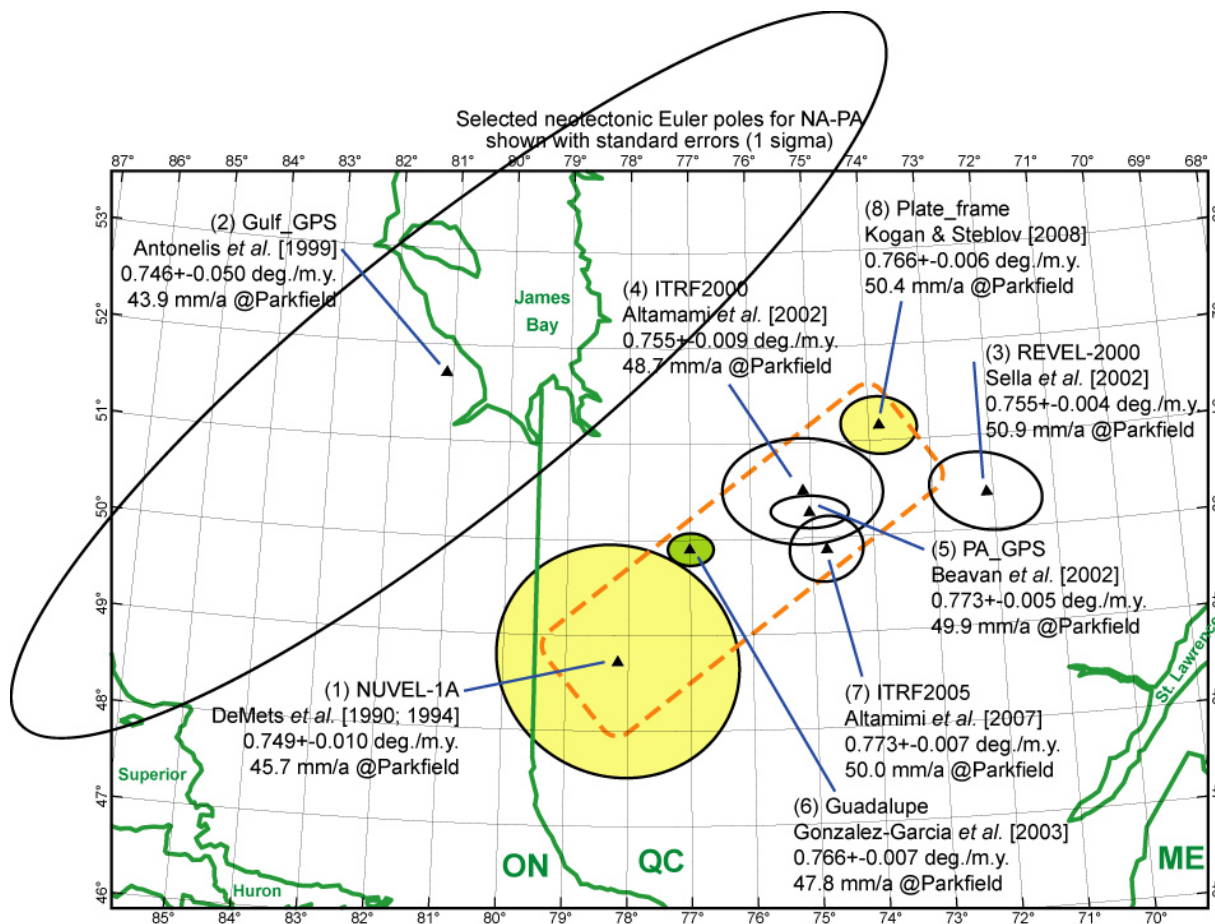 Selected neotectonic Euler poles for NA-PA
shown with standard errors (1 sigma)
87° 86° 85° 84° 83° 82° 81° 80° 79° 78° 77° 76° 75° 74° 73° 72° 71° 70° 69° 68°
(2) Gulf_GPS
Antonelis et al. [1999]
0.746+-0.050 deg./m.y.
43.9 mm/a @Parkfield
(8) Plate_frame
Kogan & Steblov [2008]
0.766+-0.006 deg./m.y.
50.4 mm/a @Parkfield
(4) ITRF2000
Altamami et al. [2002]
0.755+-0.009 deg./m.y.
48.7 mm/a @Parkfield
James
Bay
(3) REVEL-2000
Sella et al. [2002]
0.755+-0.004 deg./m.y.
50.9 mm/a @Parkfield
(5) PA_GPS
Beavan et al. [2002]
0.773+-0.005 deg./m.y.
49.9 mm/a @Parkfield
(1) NUVEL-1A
DeMets et al. [1990; 1994]
0.749+-0.010 deg./m.y.
45.7 mm/a @Parkfield
(7) ITRF2005
Altamimi et al. [2007]
0.773+-0.007 deg./m.y.
50.0 mm/a @Parkfield
(6) Guadalupe
Gonzalez-Garcia et al. [2003]
0.766+-0.007 deg./m.y.
47.8 mm/a @Parkfield
St. Lawrence
Superior
Huron
ON
QC
ME
53°
52°
51°
50°
49°
48°
47°
46°
85° 84° 83° 82° 81° 80° 79° 78° 77° 76° 75° 74° 73° 72° 71° 70°